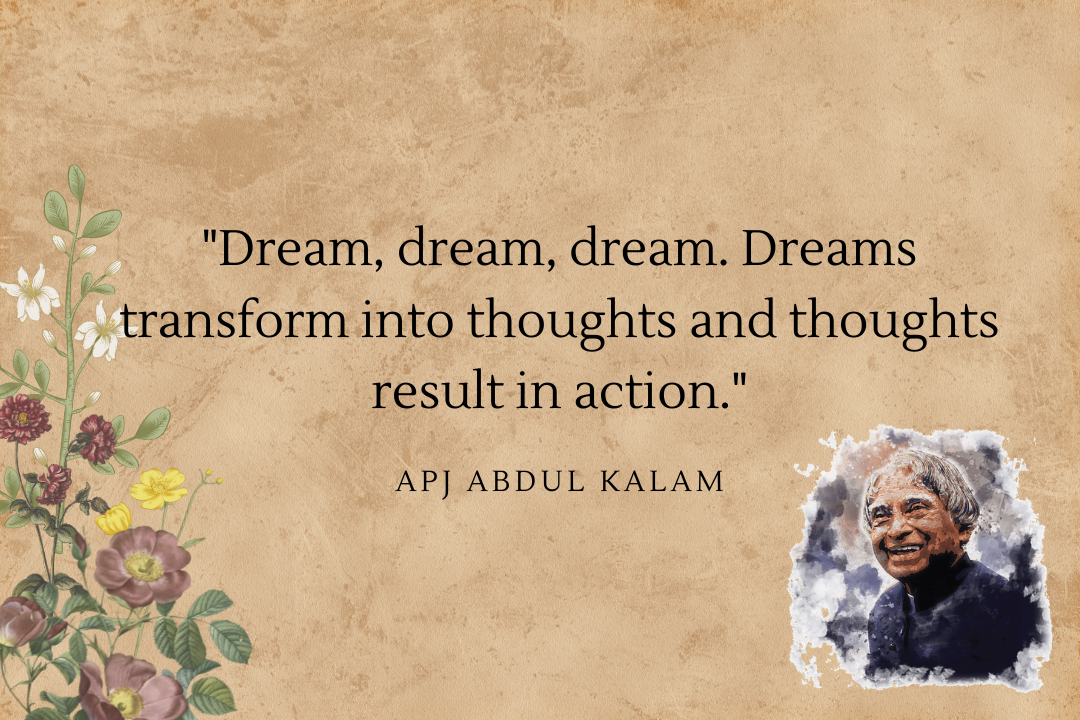 "Dream, dream, dream. Dreams
transform into thoughts and thoughts
result in action."
APJ ABDUL KALAM